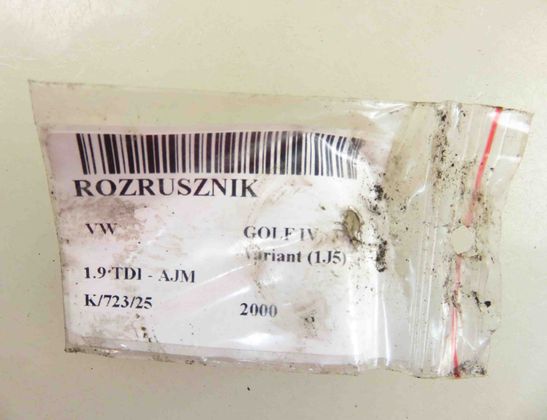 ROZRUSZNIK
VW GOLF IV
Variant (1J5)
1.9 TDI - AJM
K/723/25 2000